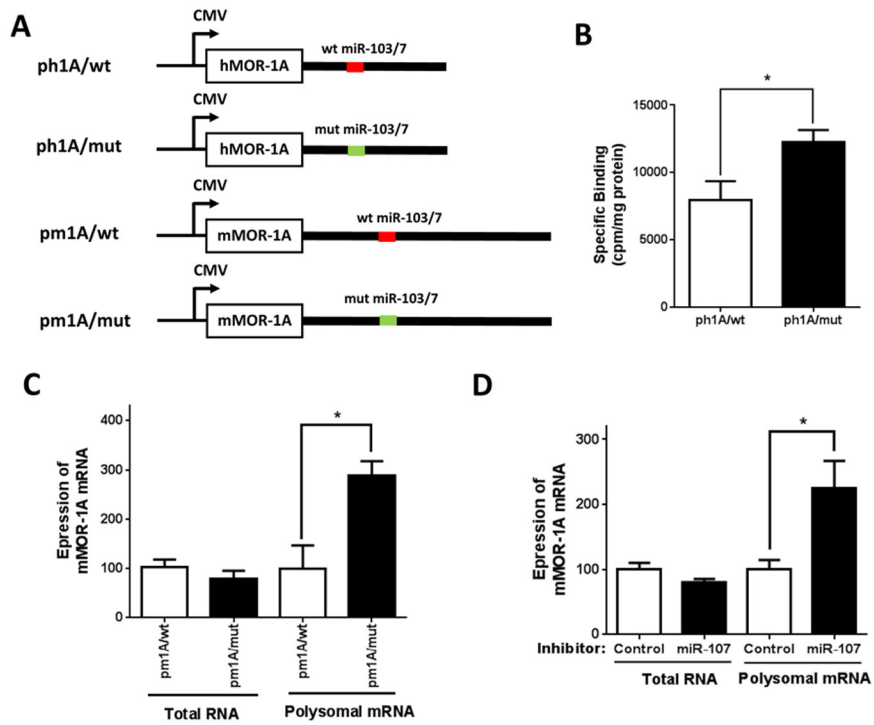 A
CMV
ph1A/wt
hMOR-1A
wt miR-103/7
CMV
ph1A/mut
hMOR-1A
mut miR-103/7
CMV
pm1A/wt
mMOR-1A
wt miR-103/7
CMV
pm1A/mut
mMOR-1A
mut miR-103/7
B
*
Specific Binding
(cpm/mg protein)
15000
10000
5000
0
ph1A/wt ph1A/mut
C
*
Epression of
mMOR-1A mRNA
400
300
200
100
0
pm1A/wt
pm1A/mut
pm1A/wt
pm1A/mut
Total RNA Polysomal mRNA
D
*
Epression of
mMOR-1A mRNA
300
200
100
0
Inhibitor: Control miR-107 Control miR-107
Total RNA Polysomal mRNA